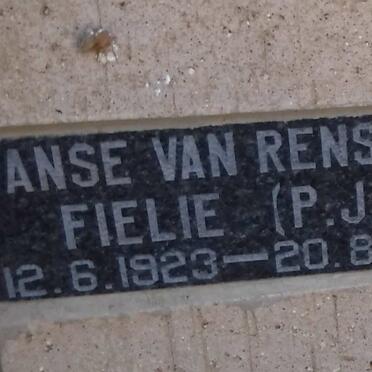 ANSE VAN RENS
FIELIE (P.J
12.6.1923—20.8